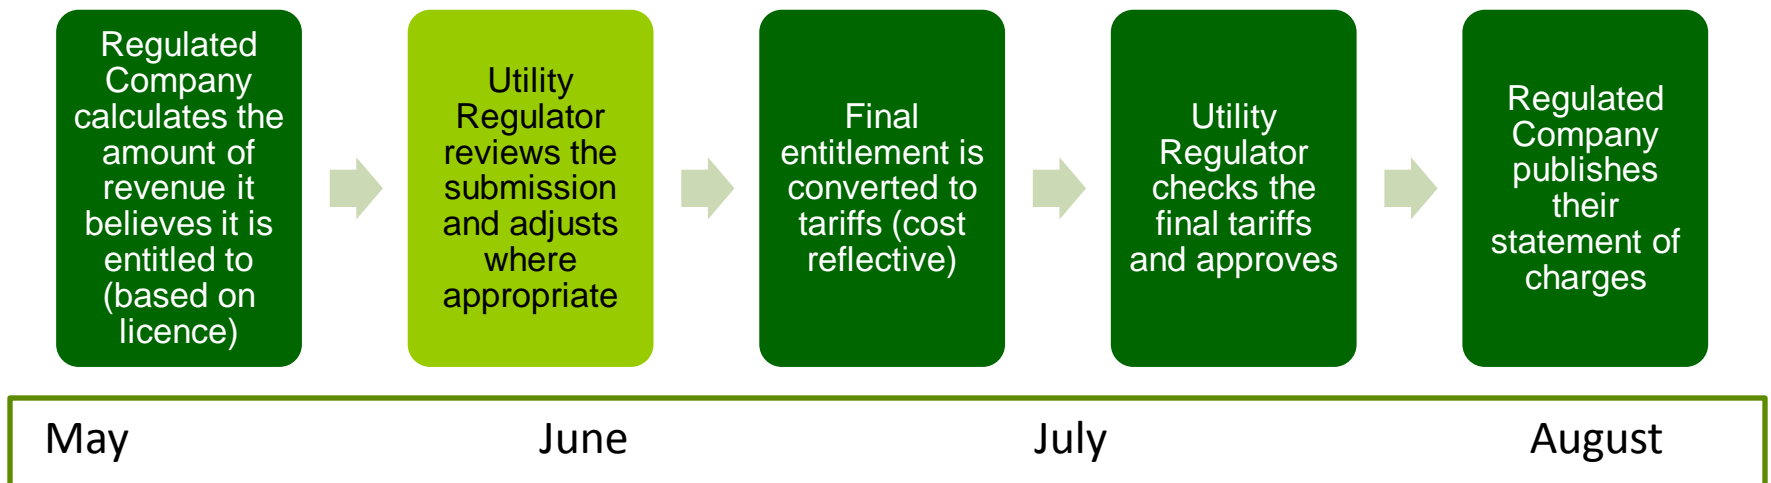 Regulated
Company
calculates the
amount of
revenue it
believes it is
entitled to
(based on
licence)
Utility
Regulator
reviews the
submission
and adjusts
where
appropriate
Final
entitlement is
converted to
tariffs (cost
reflective)
Utility
Regulator
checks the
final tariffs
and approves
Regulated
Company
publishes
their
statement of
charges
May June July August